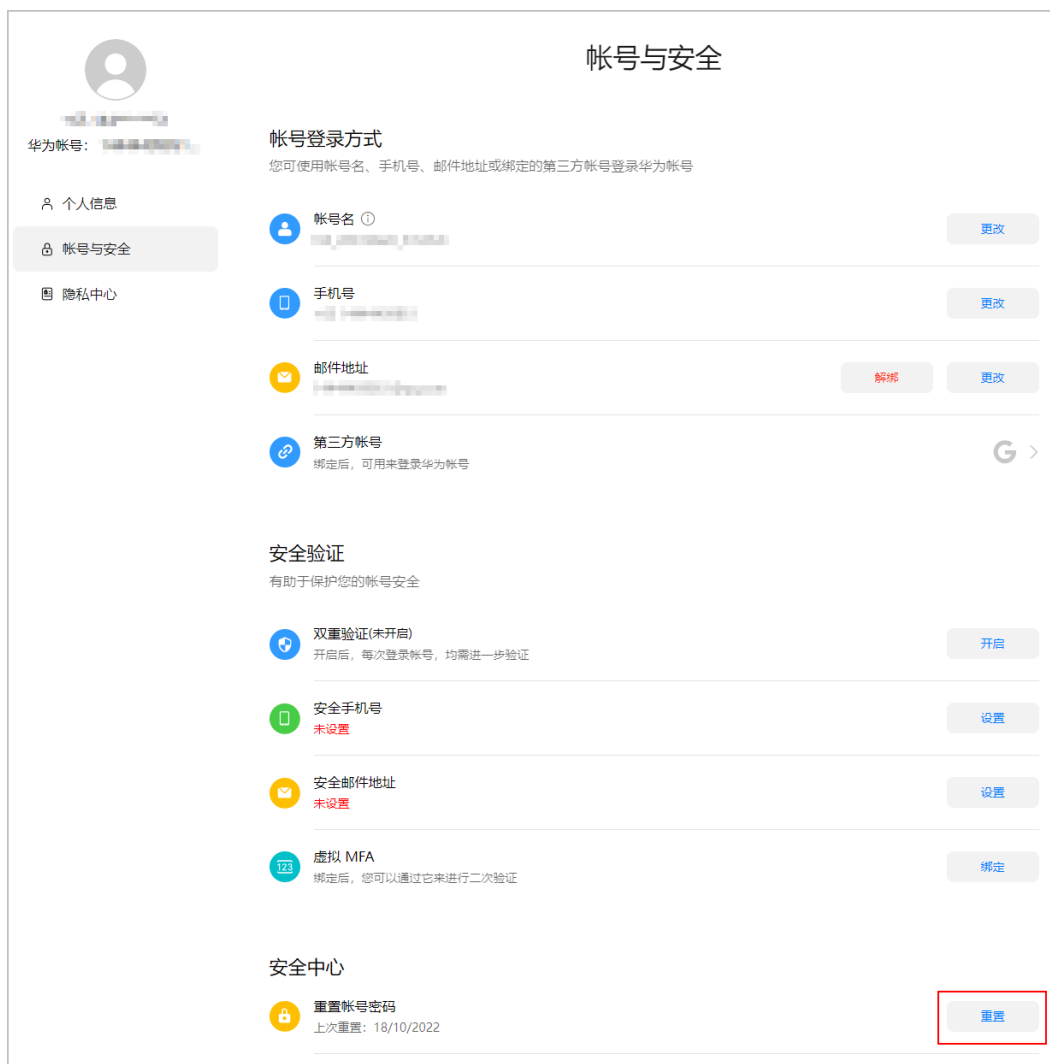 帐号与安全
华为帐号：
个人信息
帐号与安全
隐私中心
帐号登录方式
您可使用帐号名、手机号、邮件地址或绑定的第三方帐号登录华为帐号
帐号名
更改
手机号
更改
邮件地址
解绑
更改
第三方帐号
绑定后，可用来登录华为帐号
G
安全验证
有助于保护您的帐号安全
双重验证(未开启)
开启后，每次登录帐号，均需进一步验证
开启
安全手机号
未设置
设置
安全邮件地址
未设置
设置
123
虚拟 MFA
绑定后，您可以通过它来进行二次验证
绑定
安全中心
重置帐号密码
上次重置：18/10/2022
重置